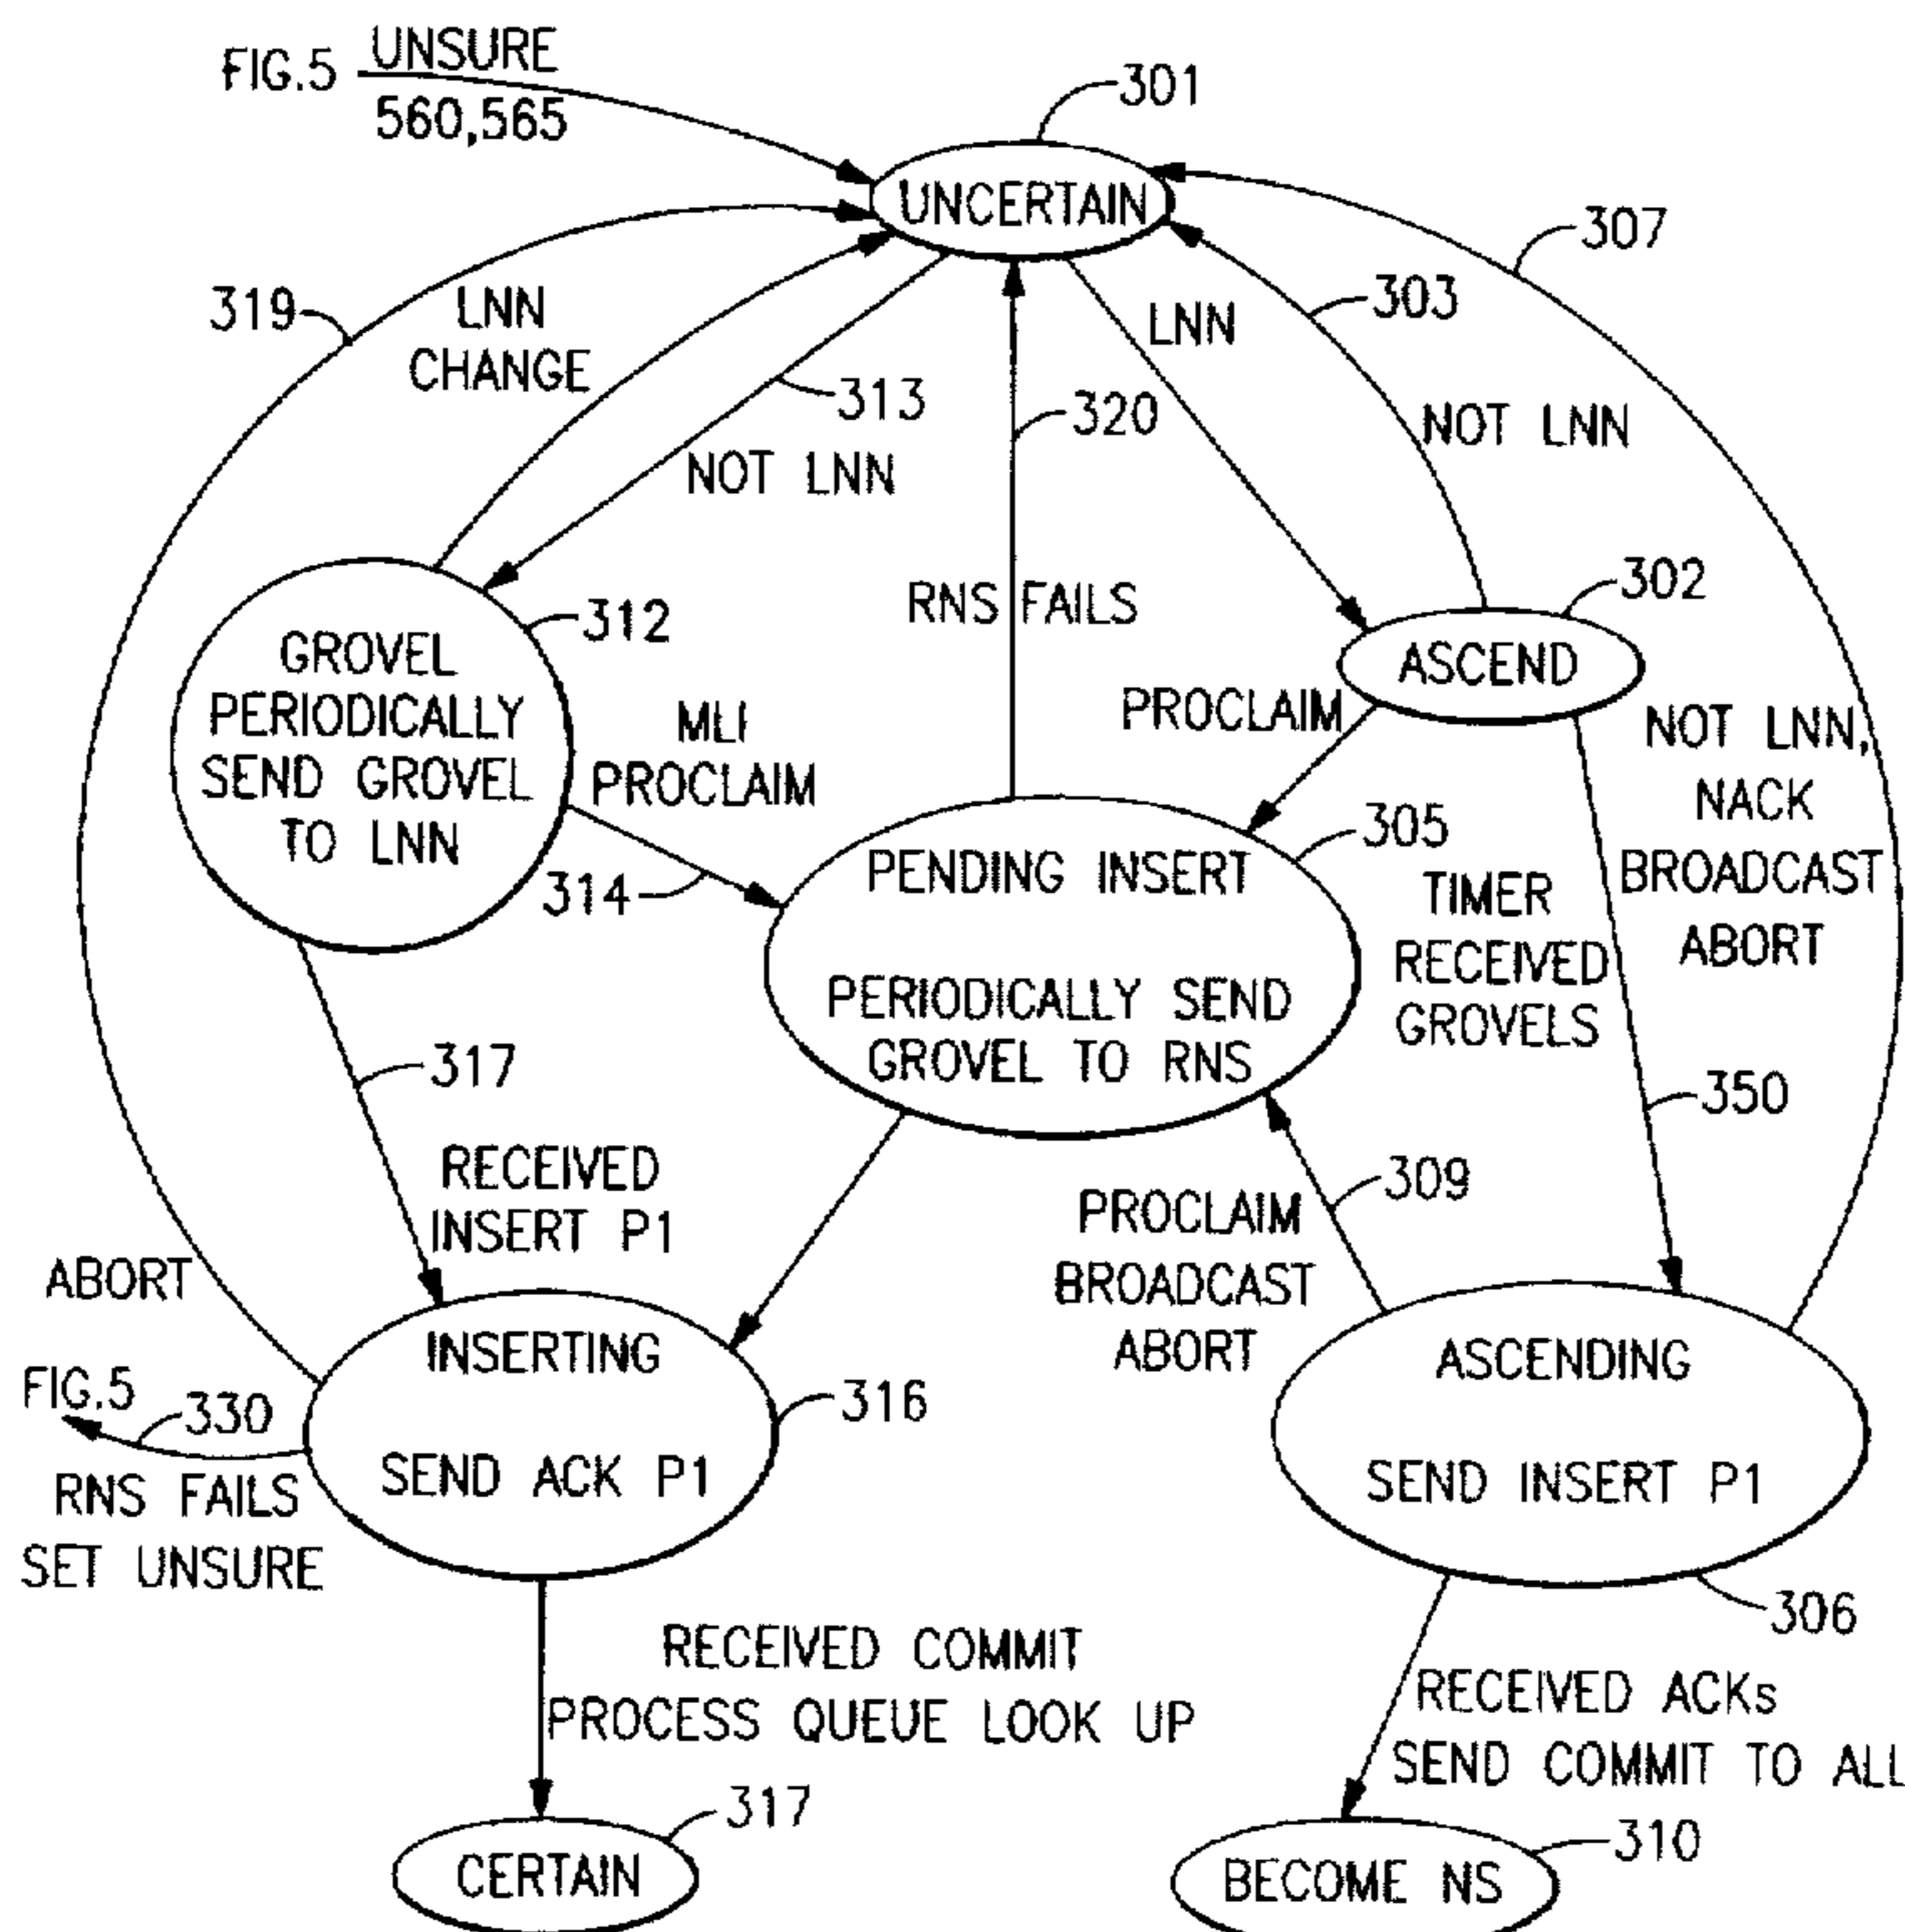 FIG.5 UNSURE
560,565
301
UNCERTAIN
307
303
319
LNN
CHANGE
LNN
313
320
NOT LNN
NOT LNN
RNS FAILS
302
312
GROVEL
PERIODICALLY
SEND GROVEL
TO LNN
ASCEND
MLI
PROCLAIM
PROCLAIM
NOT LNN,
NACK
BROADCAST
ABORT
305
314
PENDING INSERT
PERIODICALLY SEND
GROVEL TO RNS
TIMER
RECEIVED
GROVELS
317
350
RECEIVED
INSERT P1
309
PROCLAIM
BROADCAST
ABORT
ABORT
INSERTING
SEND ACK P1
316
ASCENDING
SEND INSERT P1
FIG.5
330
RNS FAILS
SET UNSURE
306
RECEIVED COMMIT
PROCESS QUEUE LOOK UP
RECEIVED ACKs
SEND COMMIT TO ALL
317
CERTAIN
310
BECOME NS